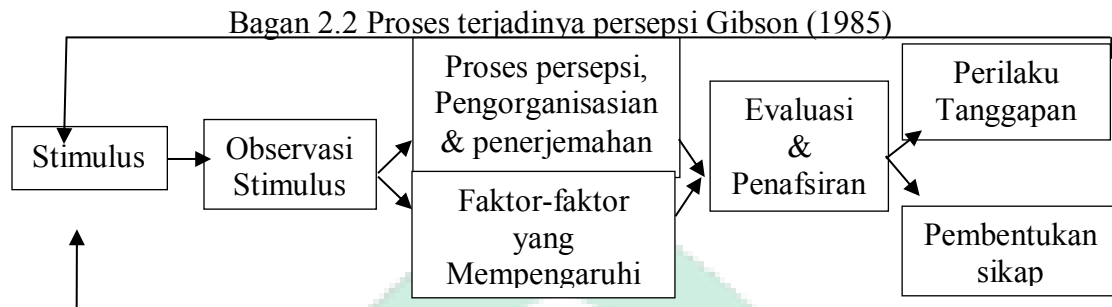 Bagan 2.2 Proses terjadinya persepsi Gibson (1985)
Stimulus
Observasi
Stimulus
Proses persepsi,
Pengorganisasian
& penerjemahan
Faktor-faktor
yang
Mempengaruhi
Evaluasi
&
Penafsiran
Perilaku
Tanggapan
Pembentukan
sikap